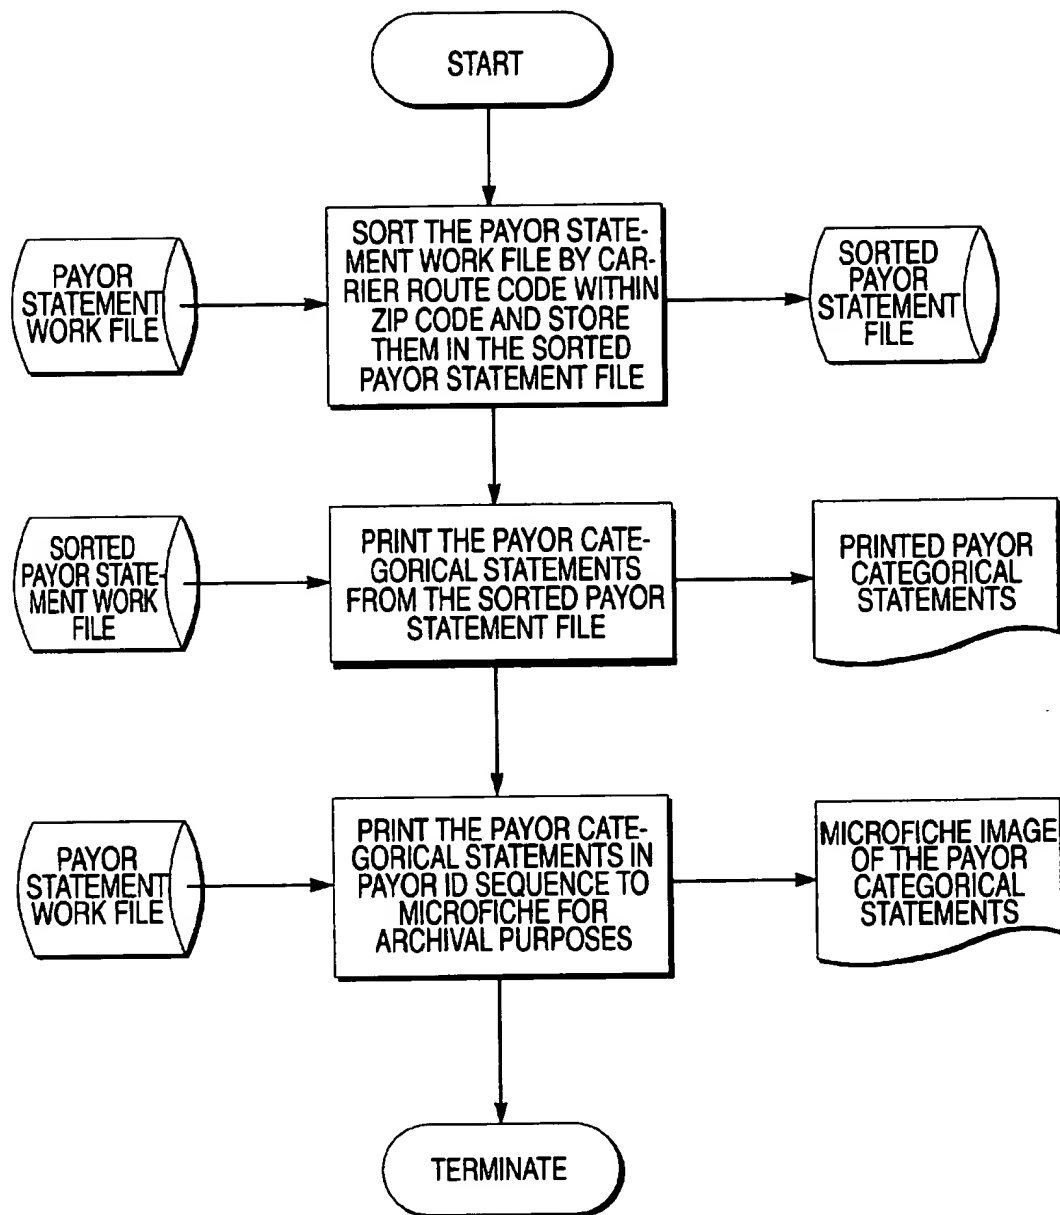 START
PAYOR
STATEMENT
WORK FILE
SORT THE PAYOR STATE-
MENT WORK FILE BY CAR-
RIER ROUTE CODE WITHIN
ZIP CODE AND STORE
THEM IN THE SORTED
PAYOR STATEMENT FILE
SORTED
PAYOR
STATEMENT
FILE
SORTED
PAYOR STATE-
MENT WORK
FILE
PRINT THE PAYOR CATE-
GORICAL STATEMENTS
FROM THE SORTED PAYOR
STATEMENT FILE
PRINTED PAYOR
CATEGORICAL
STATEMENTS
PAYOR
STATEMENT
WORK FILE
PRINT THE PAYOR CATE-
GORICAL STATEMENTS IN
PAYOR ID SEQUENCE TO
MICROFICHE FOR
ARCHIVAL PURPOSES
MICROFICHE IMAGE
OF THE PAYOR
CATEGORICAL
STATEMENTS
TERMINATE